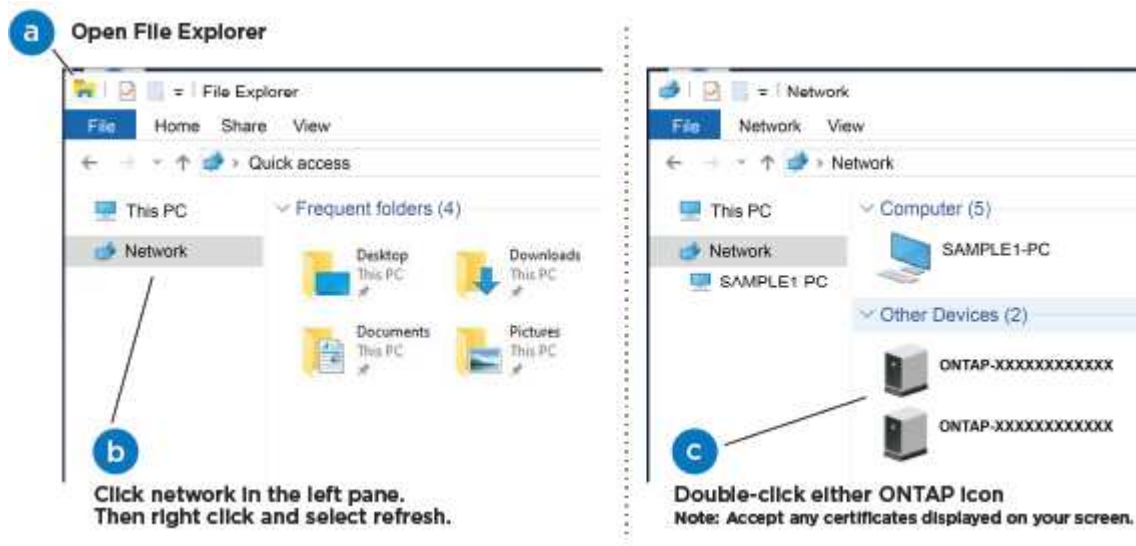 a Open File Explorer
File Explorer
File Home Share View
Quick access
This PC
Network
Frequent folders (4)
Desktop
This PC
Downloads
This PC
Documents
This PC
Pictures
This PC
b
Click network in the left pane.
Then right click and select refresh.
Network
File Network View
Network
This PC
Network
SAMPLE1 PC
Computer (5)
SAMPLE1-PC
Other Devices (2)
ONTAP-XXXXXXXXXXXX
ONTAP-XXXXXXXXXXXX
c
Double-click either ONTAP icon
Note: Accept any certificates displayed on your screen.